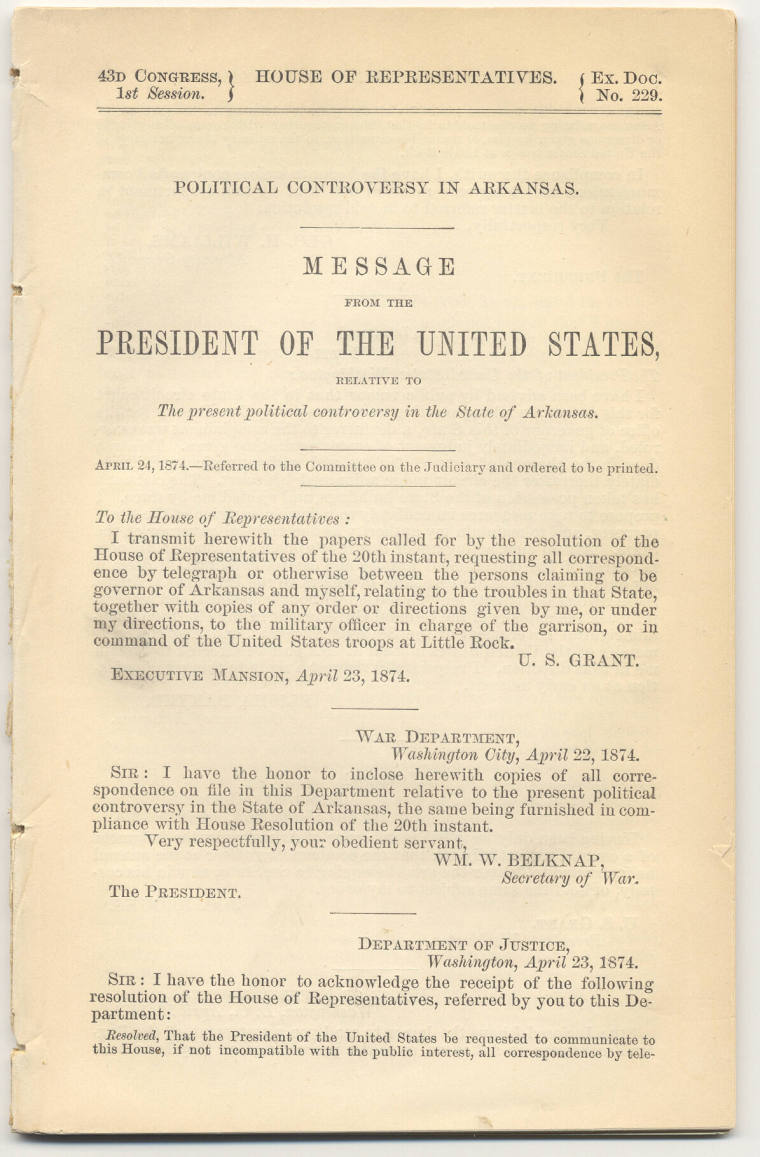 43D CONGRESS, } HOUSE OF REPRESENTATIVES. { EX. DOC.
1st Session. } { No. 229.
POLITICAL CONTROVERSY IN ARKANSAS.
MESSAGE
FROM THE
PRESIDENT OF THE UNITED STATES,
RELATIVE TO
The present political controversy in the State of Arkansas.
APRIL 24, 1874.—Referred to the Committee on the Judiciary and ordered to be printed.
To the House of Representatives :
I transmit herewith the papers called for by the resolution of the
House of Representatives of the 20th instant, requesting all correspond-
ence by telegraph or otherwise between the persons claiming to be
governor of Arkansas and myself, relating to the troubles in that State,
together with copies of any order or directions given by me, or under
my directions, to the military officer in charge of the garrison, or in
command of the United States troops at Little Rock.
U. S. GRANT.
EXECUTIVE MANSION, April 23, 1874.
WAR DEPARTMENT,
Washington City, April 22, 1874.
SIR : I have the honor to inclose herewith copies of all corre-
spondence on file in this Department relative to the present political
controversy in the State of Arkansas, the same being furnished in com-
pliance with House Resolution of the 20th instant.
Very respectfully, your obedient servant,
WM. W. BELKNAP,
Secretary of War.
The PRESIDENT.
DEPARTMENT OF JUSTICE,
Washington, April 23, 1874.
SIR : I have the honor to acknowledge the receipt of the following
resolution of the House of Representatives, referred by you to this De-
partment:
Resolved, That the President of the United States be requested to communicate to
this House, if not incompatible with the public interest, all correspondence by tele-